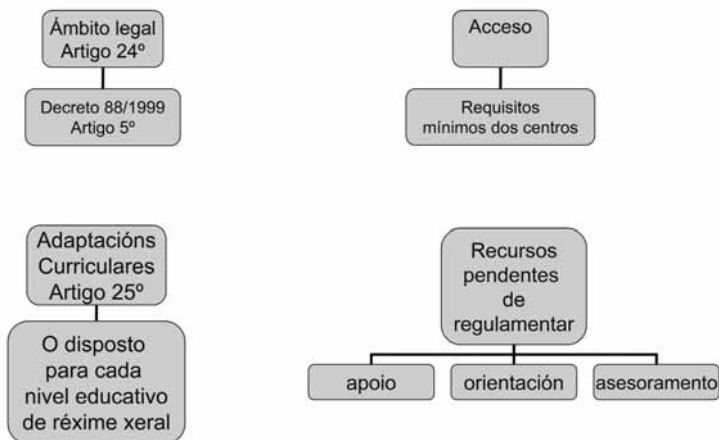 Ámbito legal
Artigo 24º
Decreto 88/1999
Artigo 5º
Acceso
Requisitos
mínimos dos centros
Adaptacións
Curriculares
Artigo 25º
O disposto
para cada
nivel educativo
de réxime xeral
Recursos
pendentes
de
regulamentar
apoio
orientación
asesoramento